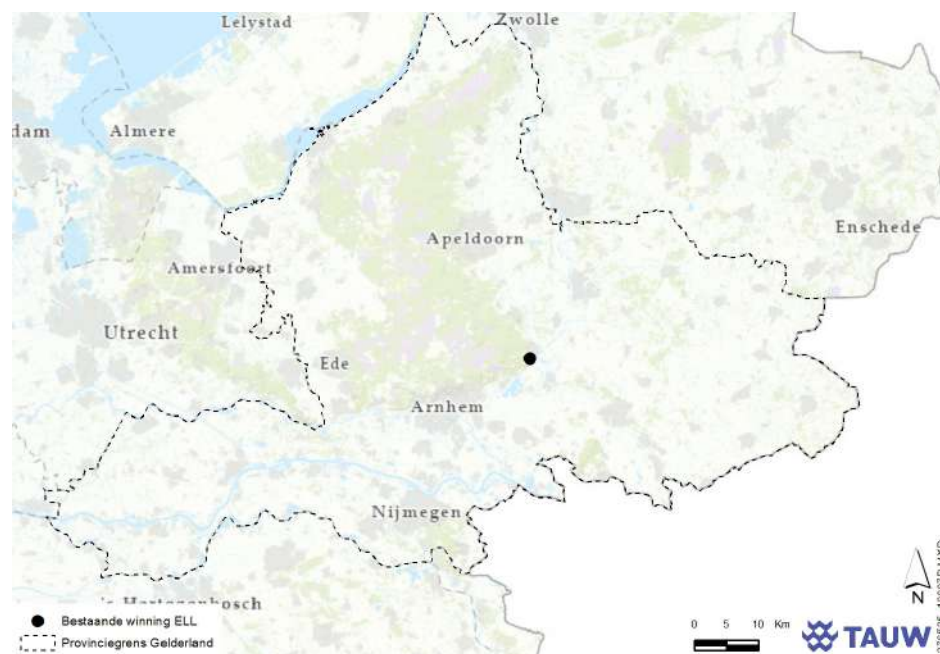 Lelystad
Zwolle
dam
Almere
Enschede
Apeldoorn
Amersfoort
Utrecht
Ede
Arnhem
Nijmegen
's Hertogenbosch
Bestaande winning ELL
Provinciegrens Gelderland
0 5 10 Km
N
TAUW